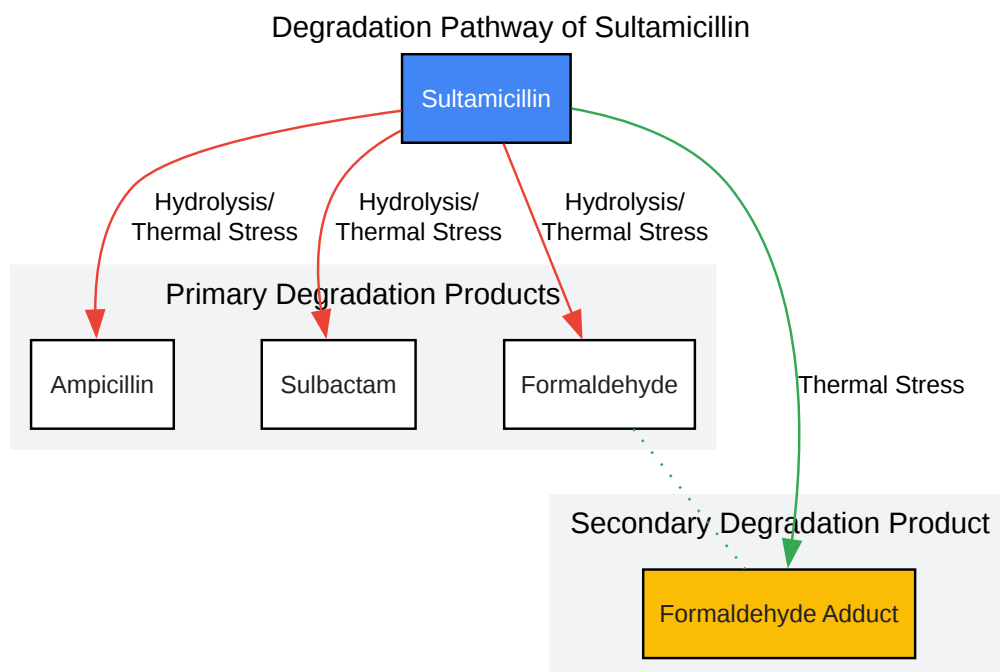 Degradation Pathway of Sultamicillin
Sultamicillin
Hydrolysis/
Thermal Stress
Hydrolysis/
Thermal Stress
Hydrolysis/
Thermal Stress
Primary Degradation Products
Ampicillin
Sulbactam
Formaldehyde
Thermal Stress
Secondary Degradation Product
Formaldehyde Adduct